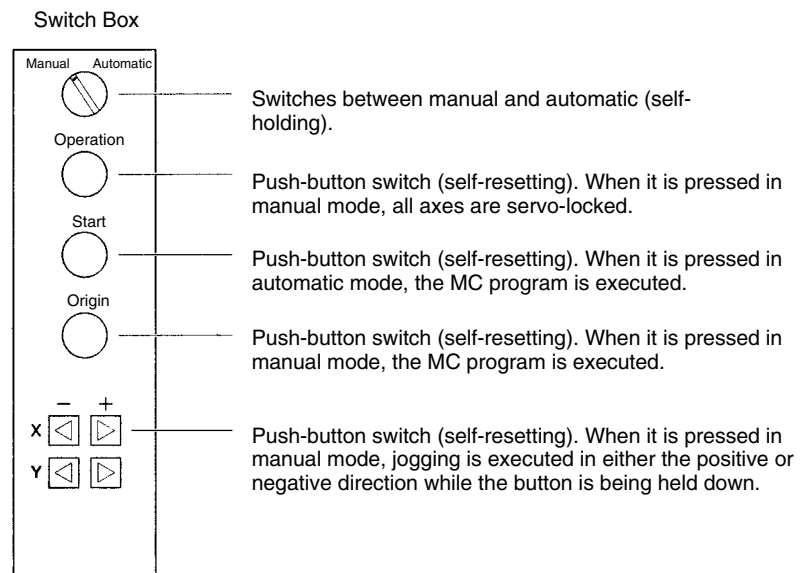 Switch Box
Manual Automatic
Switches between manual and automatic (self-
holding).
Operation
Push-button switch (self-resetting). When it is pressed in
manual mode, all axes are servo-locked.
Start
Push-button switch (self-resetting). When it is pressed in
automatic mode, the MC program is executed.
Origin
Push-button switch (self-resetting). When it is pressed in
manual mode, the MC program is executed.
− +
X
Push-button switch (self-resetting). When it is pressed in
manual mode, jogging is executed in either the positive or
negative direction while the button is being held down.
Y